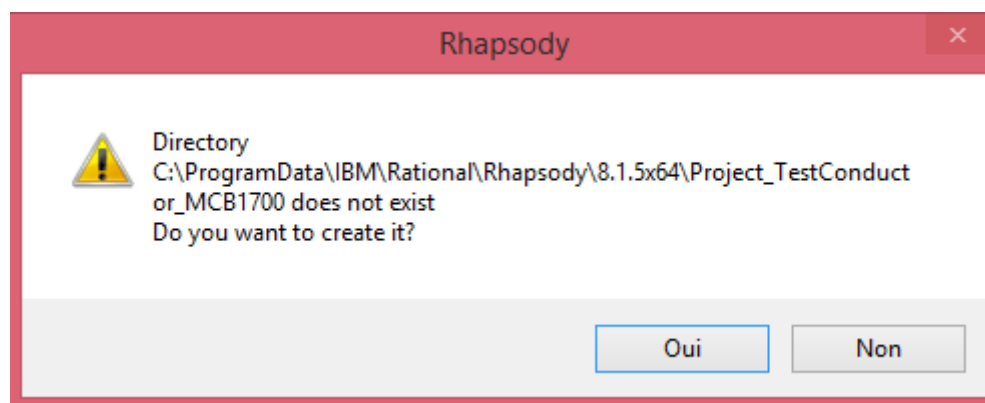 Rhapsody
Directory
C:\ProgramData\IBM\Rational\Rhapsody\8.1.5x64\Project_TestConduct
or_MCB1700 does not exist
Do you want to create it?
Oui
Non